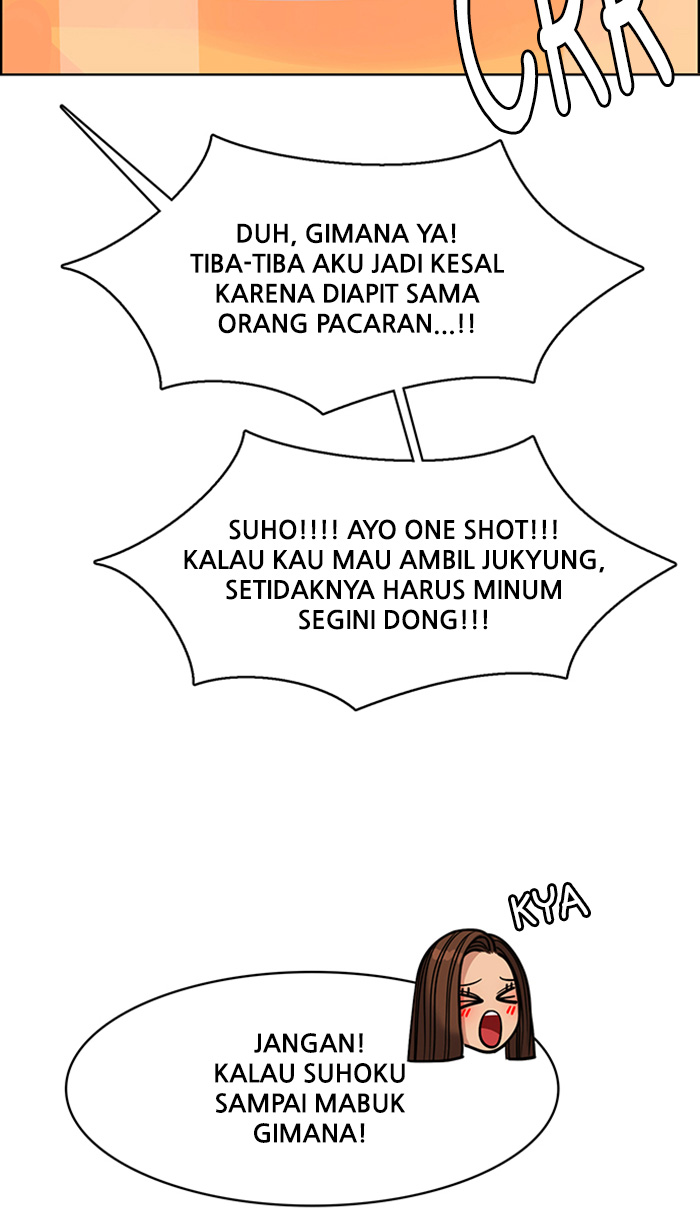 CRR
DUH, GIMANA YA!
TIBA-TIBA AKU JADI KESAL
KARENA DIAPIT SAMA
ORANG PACARAN...!!
SUHO!!!! AYO ONE SHOT!!!
KALAU KAU MAU AMBIL JUKYUNG,
SETIDAKNYA HARUS MINUM
SEGINI DONG!!!
KYA
JANGAN!
KALAU SUHOKU
SAMPAI MABUK
GIMANA!